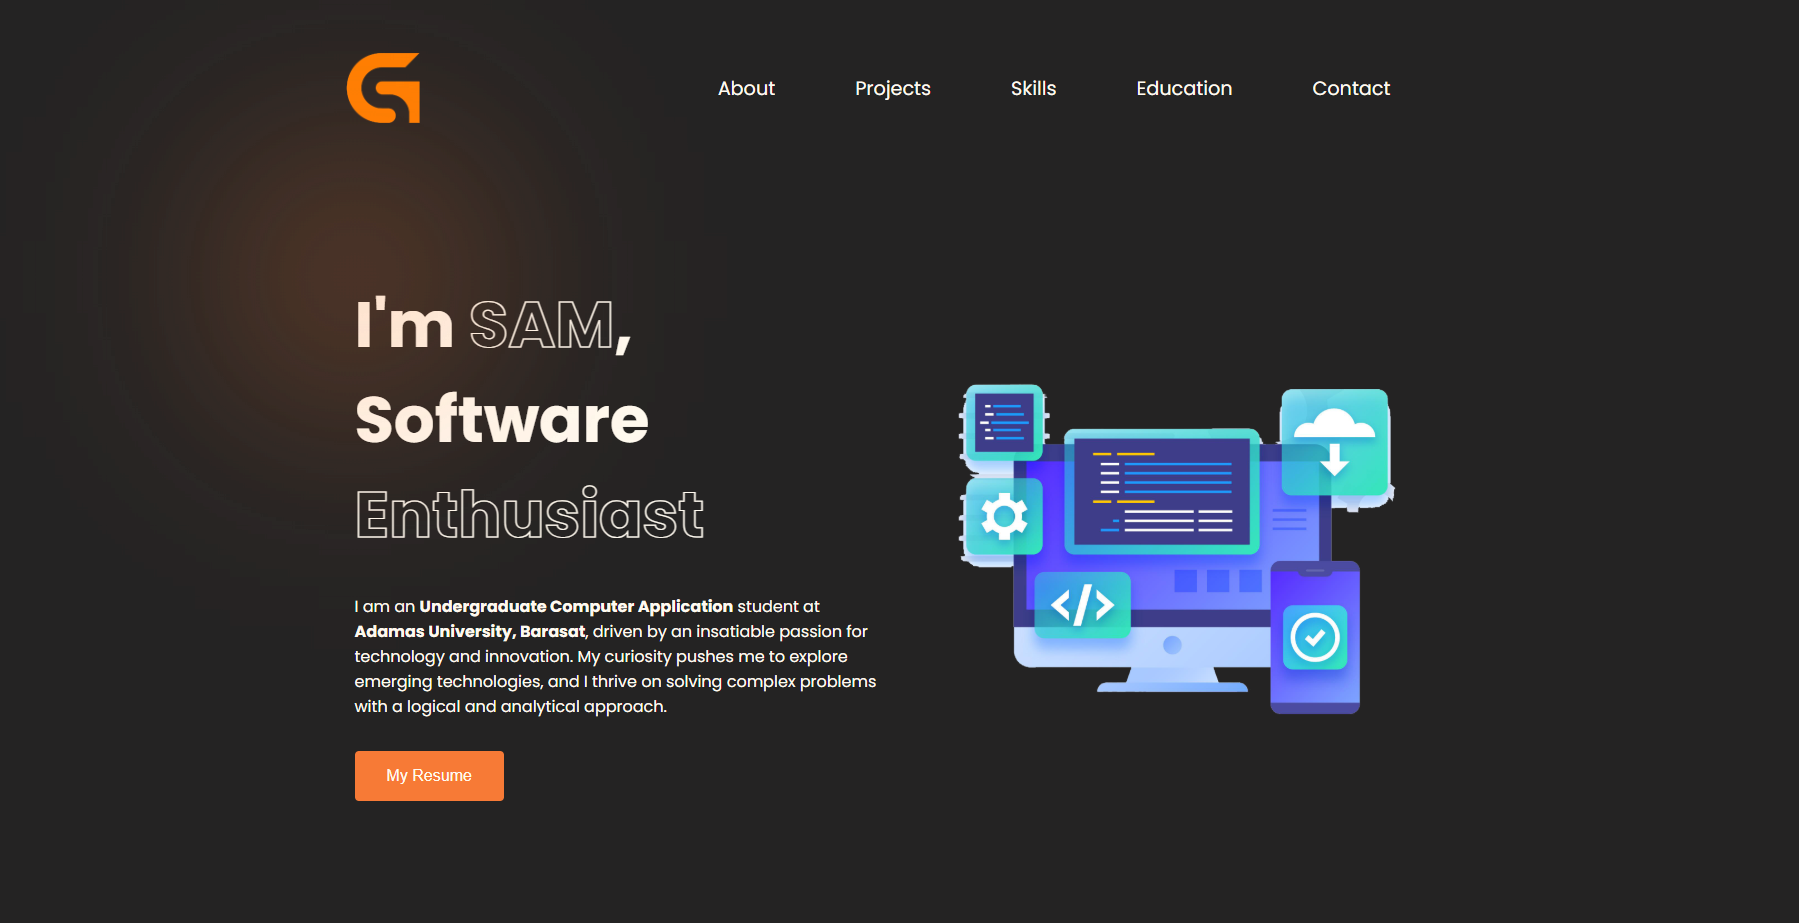 About Projects Skills Education Contact
I'm SAM,
Software
Enthusiast
I am an Undergraduate Computer Application student at
Adamas University, Barasat, driven by an insatiable passion for
technology and innovation. My curiosity pushes me to explore
emerging technologies, and I thrive on solving complex problems
with a logical and analytical approach.
My Resume